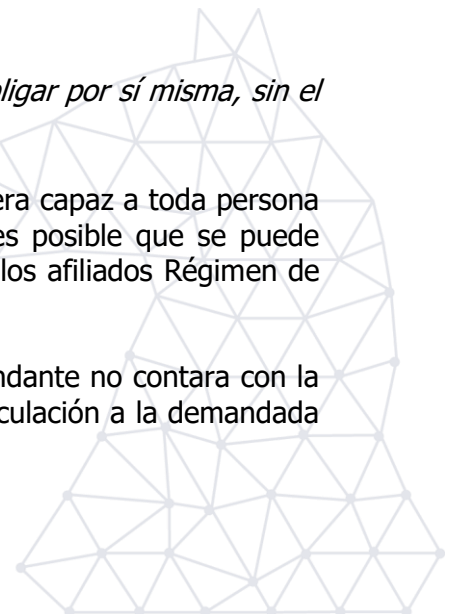 ligar por sí misma, sin el
era capaz a toda persona
es posible que se puede
los afiliados Régimen de
ndante no contara con la
culación a la demandada